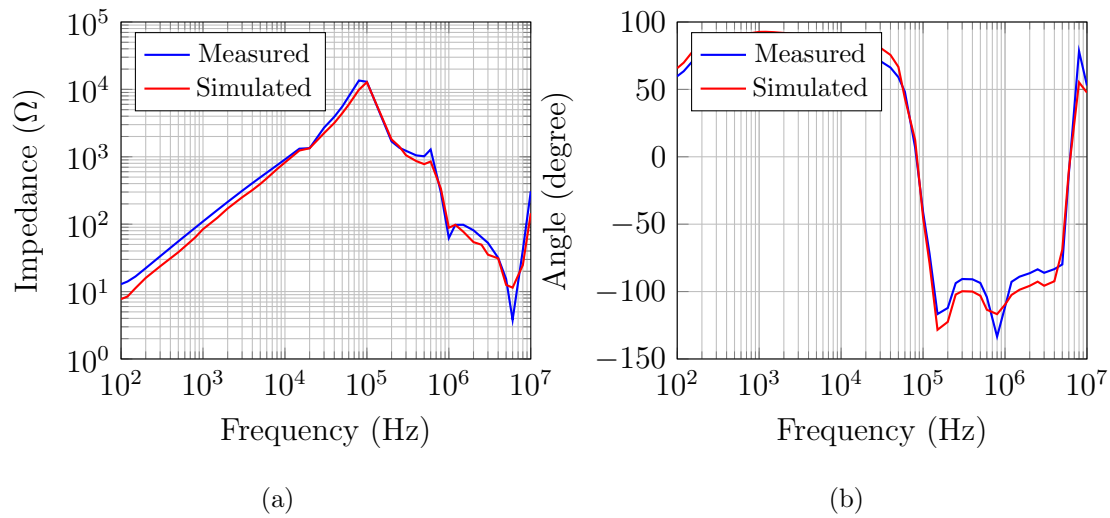 10^5
10^4
10^3
10^2
10^1
10^0
Impedance (Ω)
Measured
Simulated
10^2 10^3 10^4 10^5 10^6 10^7
Frequency (Hz)
(a)
100
50
0
−50
−100
−150
Angle (degree)
Measured
Simulated
10^2 10^3 10^4 10^5 10^6 10^7
Frequency (Hz)
(b)